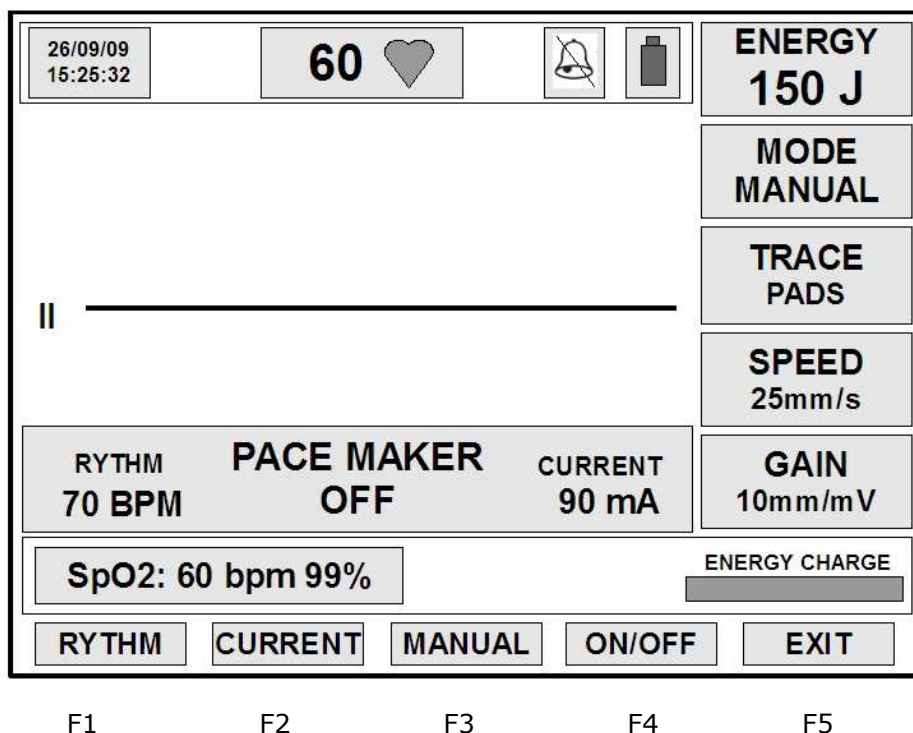 26/09/09
15:25:32
60
ENERGY
150 J
MODE
MANUAL
TRACE
PADS
II
SPEED
25mm/s
RYTHM
70 BPM
PACE MAKER
OFF
CURRENT
90 mA
GAIN
10mm/mV
SpO2: 60 bpm 99%
ENERGY CHARGE
RYTHM
CURRENT
MANUAL
ON/OFF
EXIT
F1
F2
F3
F4
F5